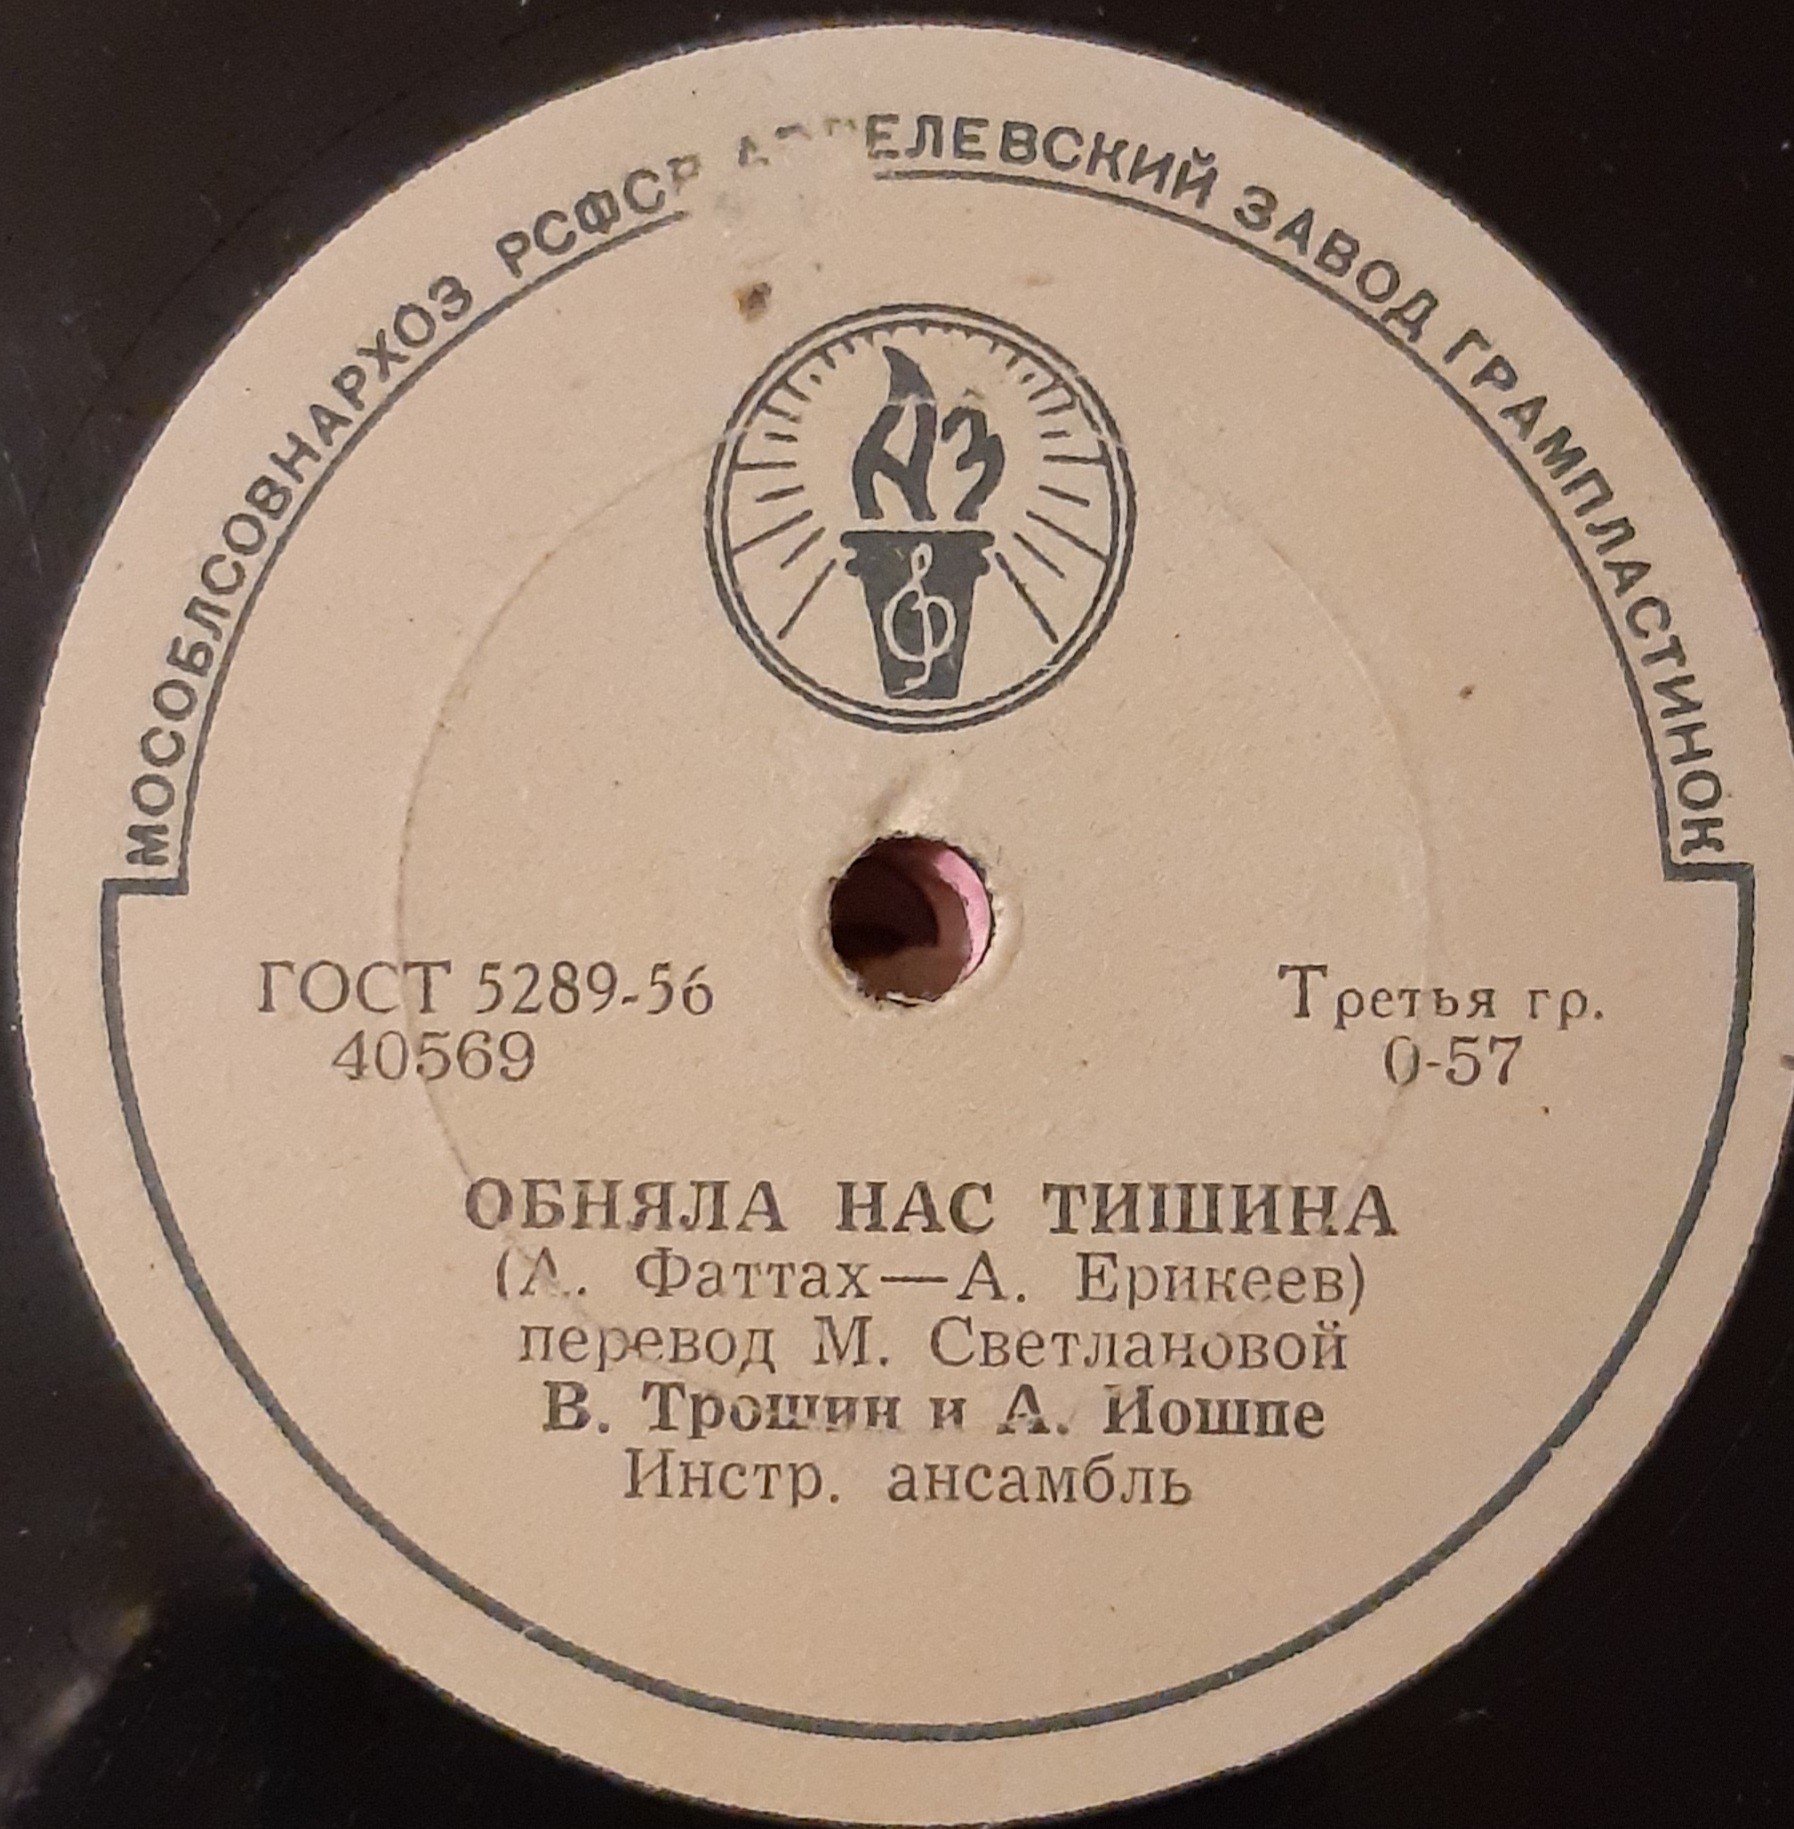 МОСОБЛСОВНАРХОЗ РСФСР АПРЕЛЕВСКИЙ ЗАВОД ГРАМПЛАСТИНОК
АЗ
ГОСТ 5289-56
40569
Третья гр.
0-57
ОБНЯЛА НАС ТИШИНА
(А. Фаттах—А. Ерикеев)
перевод М. Светлановой
В. Трошин и А. Иошпе
Инстр. ансамбль